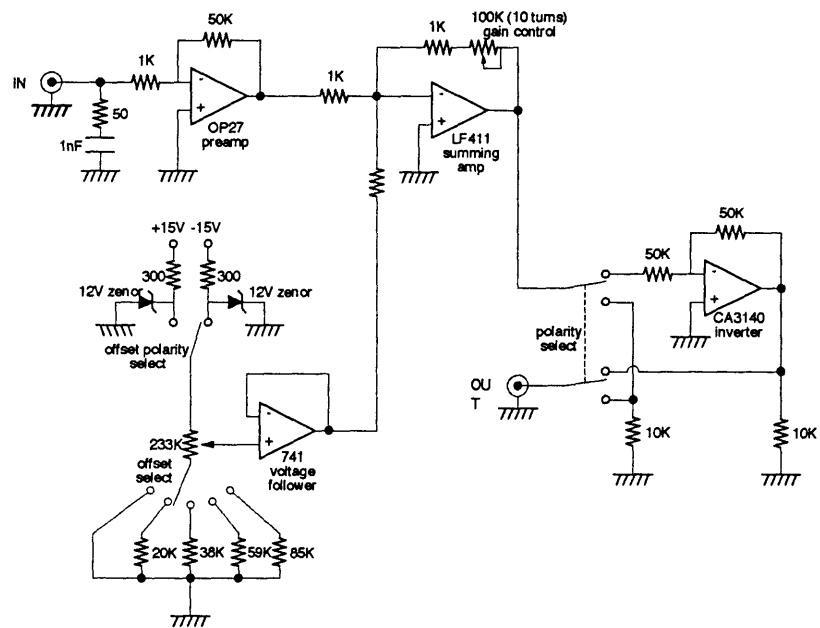 50K
1K
IN
50
1nF
OP27
preamp
1K
1K
100K (10 turns)
gain control
LF411
summing
amp
+15V -15V
300
300
12V zenor
12V zenor
offset polarity
select
233K
offset
select
741
voltage
follower
20K
38K
59K
85K
50K
50K
CA3140
inverter
polarity
select
OU
T
10K
10K
-
+
-
+
-
+
-
+